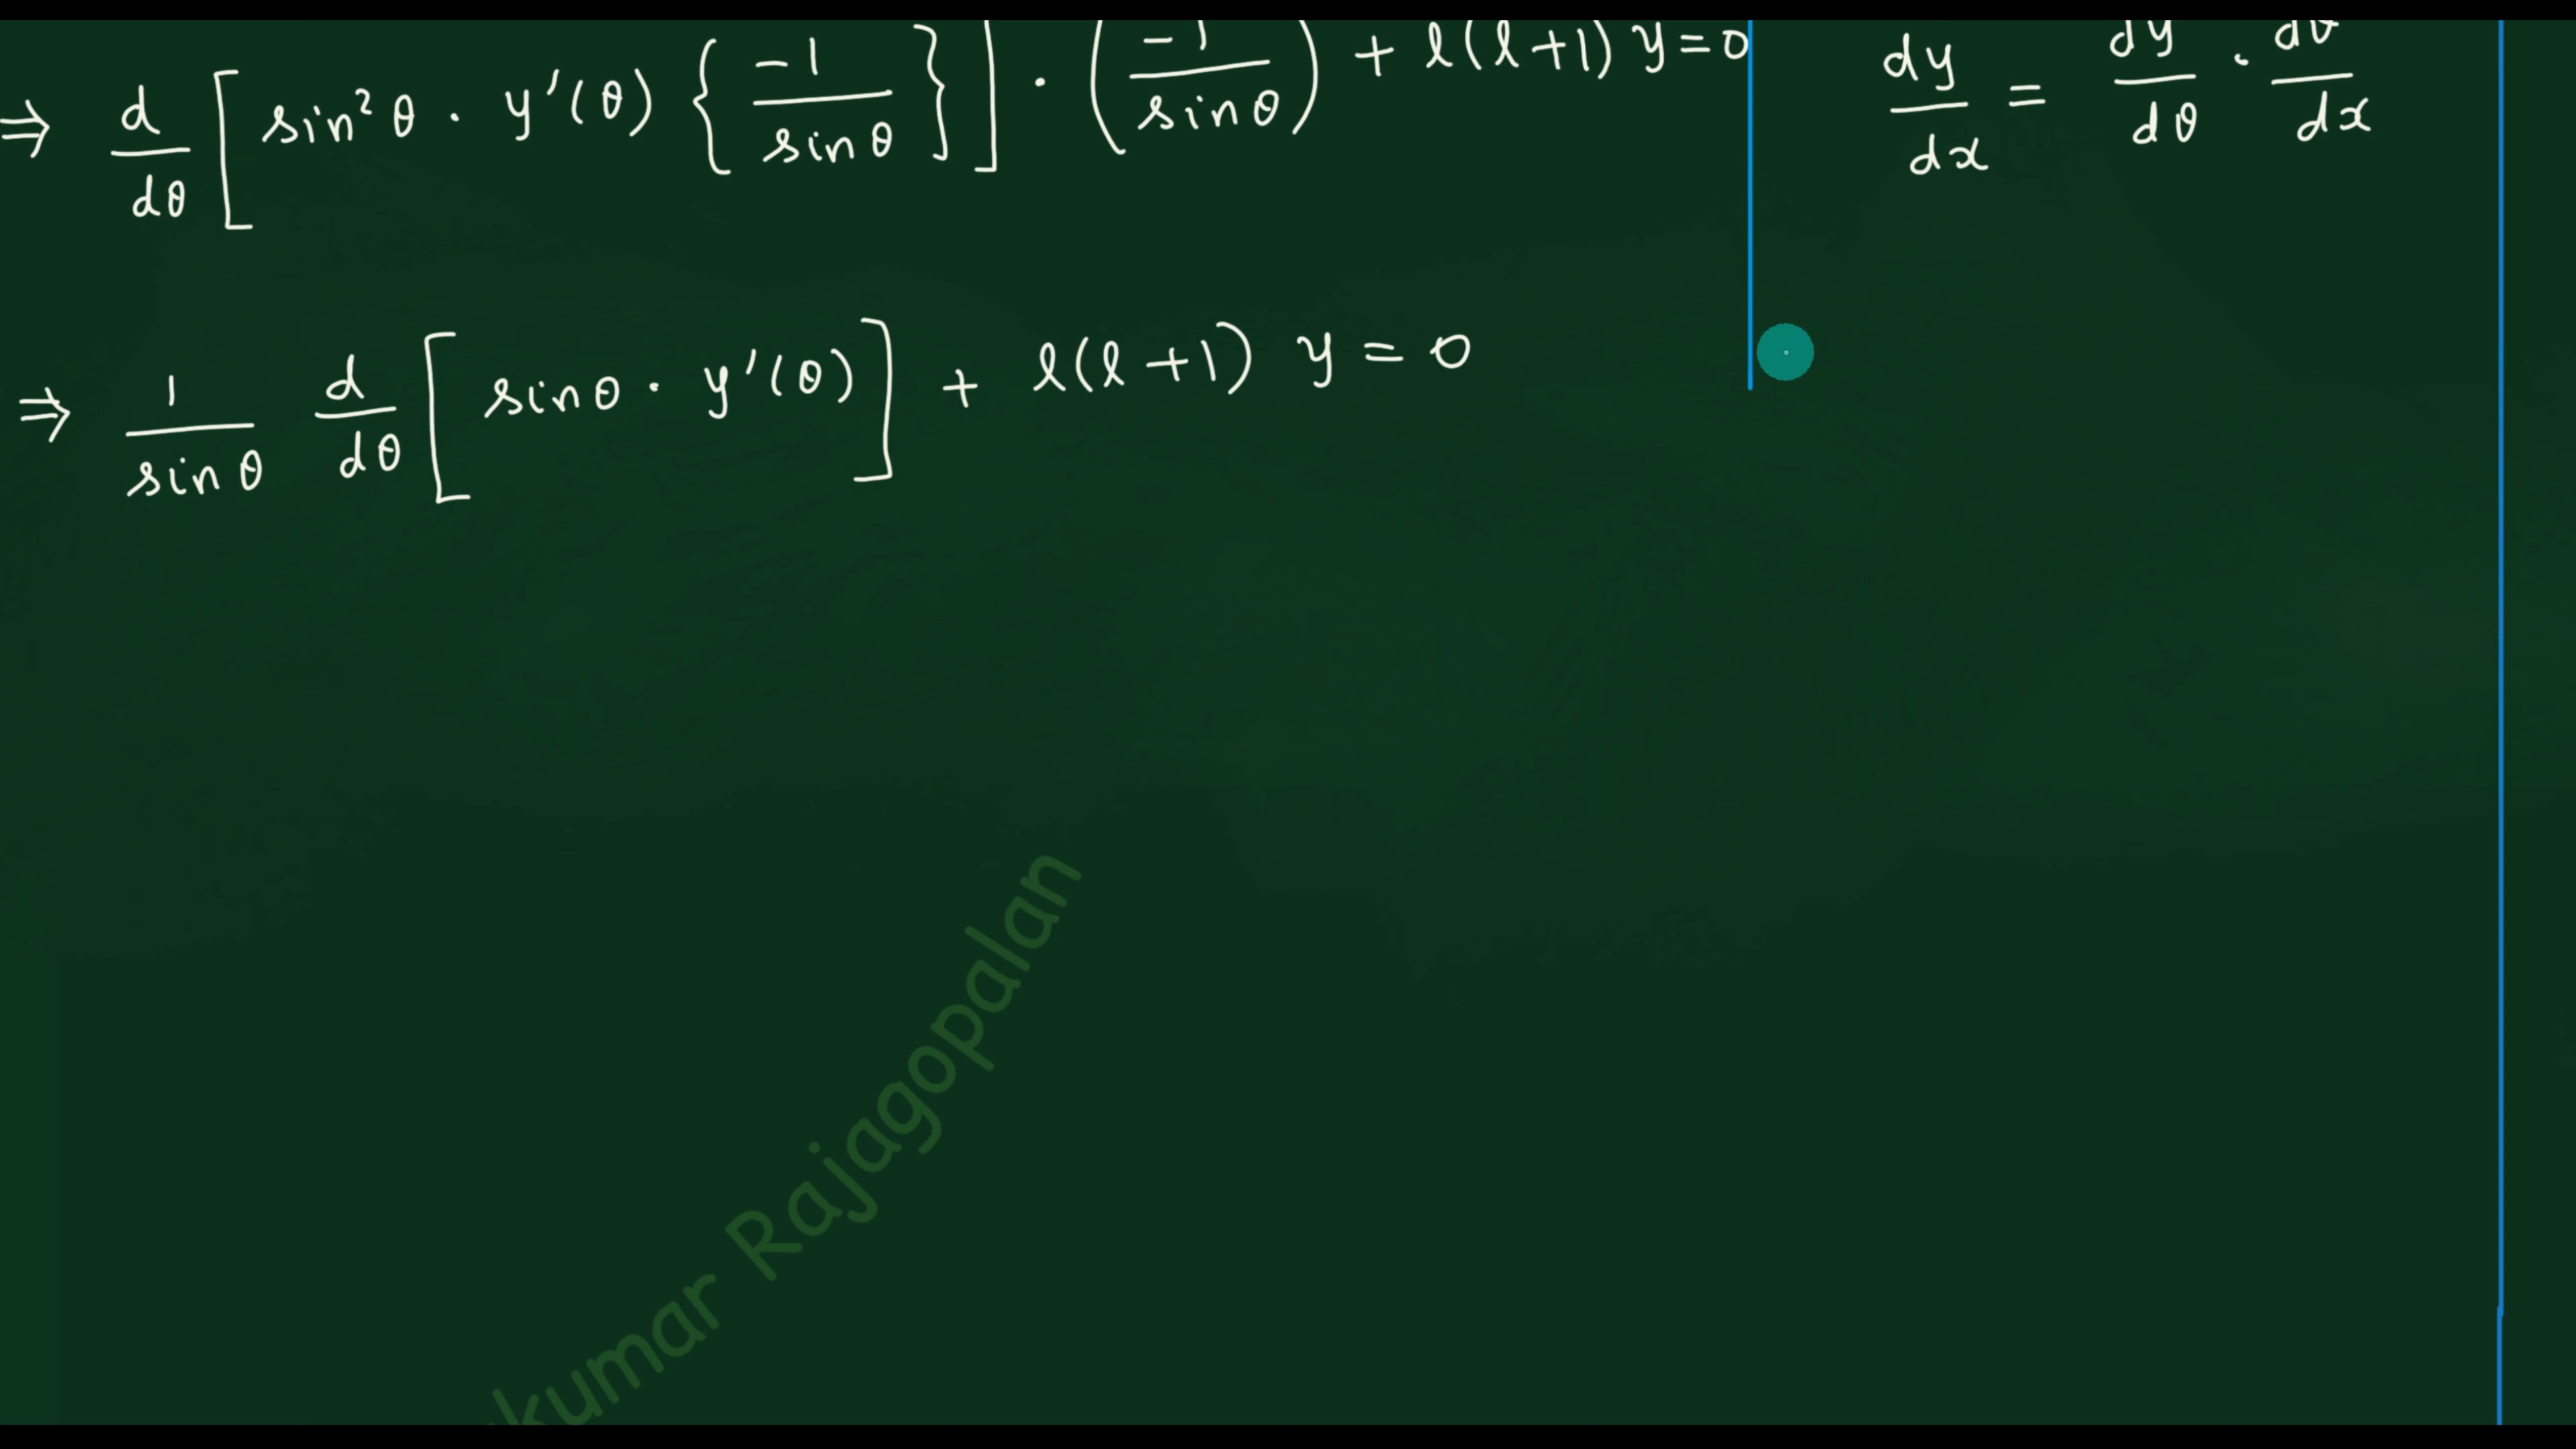 ⇒ d/dθ [ sin²θ · y′(θ) { −1/sinθ } ] · ( −1/sinθ ) + l(l+1) y = 0
dy/dx = dy/dθ · dθ/dx
⇒ 1/sinθ d/dθ [ sinθ · y′(θ) ] + l(l+1) y = 0
kumar Rajagopalan